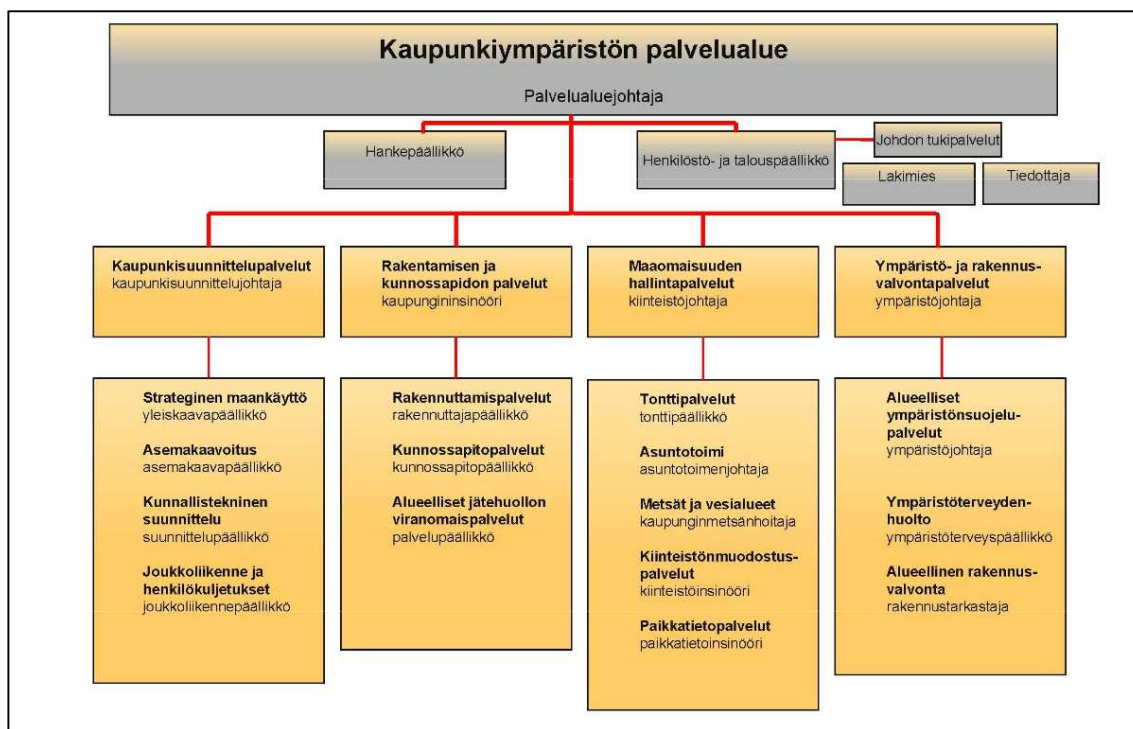 Kaupunkiympäristön palvelualue
Palvelualuejohtaja
Hankepäällikkö
Henkilöstö- ja talouspäällikkö
Johdon tukipalvelut
Lakimies
Tiedottaja
Kaupunkisuunnittelupalvelut
kaupunkisuunnittelujohtaja
Rakentamisen ja
kunnossapidon palvelut
kaupungininsinööri
Maaomaisuuden
hallintapalvelut
kiinteistöjohtaja
Ympäristö- ja rakennus-
valvontapalvelut
ympäristöjohtaja
Strateginen maankäyttö
yleiskaavapäällikkö
Asemakaavoitus
asemakaavapäällikkö
Kunnallistekninen
suunnittelu
suunnittelupäällikkö
Joukkoliikenne ja
henkilökuljetukset
joukkoliikennepäällikkö
Rakennuttamispalvelut
rakennuttajapäällikkö
Kunnossapitopalvelut
kunnossapitopäällikkö
Alueelliset jätehuollon
viranomaispalvelut
palvelupäällikkö
Tonttipalvelut
tonttipäällikkö
Asuntotoimi
asuntotoimenjohtaja
Metsät ja vesialueet
kaupunginmetsänhoitaja
Kiinteistönmuodostus-
palvelut
kiinteistöinsinööri
Paikkatietopalvelut
paikkatietoinsinööri
Alueelliset
ympäristönsuojelu-
palvelut
ympäristöjohtaja
Ympäristöterveyden-
huolto
ympäristöterveyspäällikkö
Alueellinen rakennus-
valvonta
rakennustarkastaja